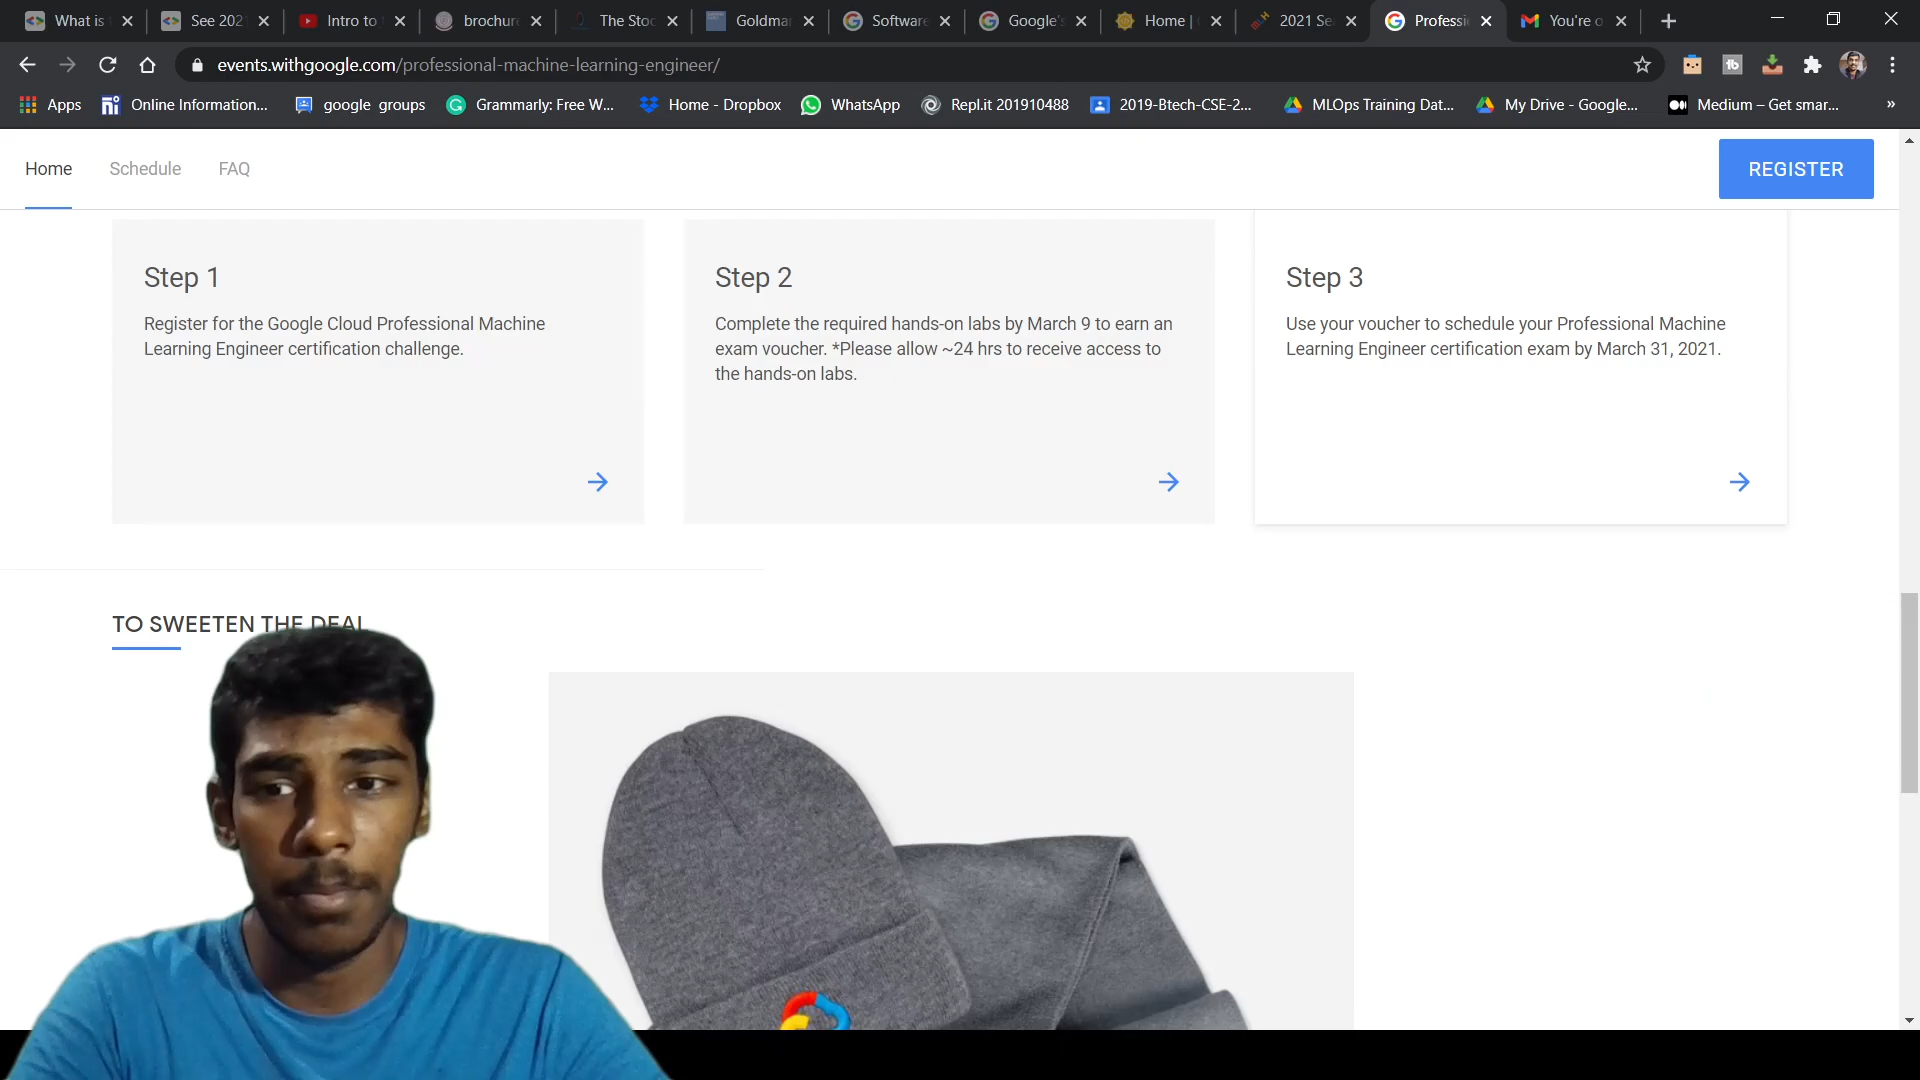 What is
See 202
Intro to
brochure
The Stoc
Goldma
Software
Google's
Home |
2021 Se
Professi
You're o
events.withgoogle.com/professional-machine-learning-engineer/
Apps
Online Information...
google groups
Grammarly: Free W...
Home - Dropbox
WhatsApp
Repl.it 201910488
2019-Btech-CSE-2...
MLOps Training Dat...
My Drive - Google...
Medium – Get smar...
»
Home
Schedule
FAQ
REGISTER
Step 1
Register for the Google Cloud Professional Machine
Learning Engineer certification challenge.
Step 2
Complete the required hands-on labs by March 9 to earn an
exam voucher. *Please allow ~24 hrs to receive access to
the hands-on labs.
Step 3
Use your voucher to schedule your Professional Machine
Learning Engineer certification exam by March 31, 2021.
TO SWEETEN THE DEAL